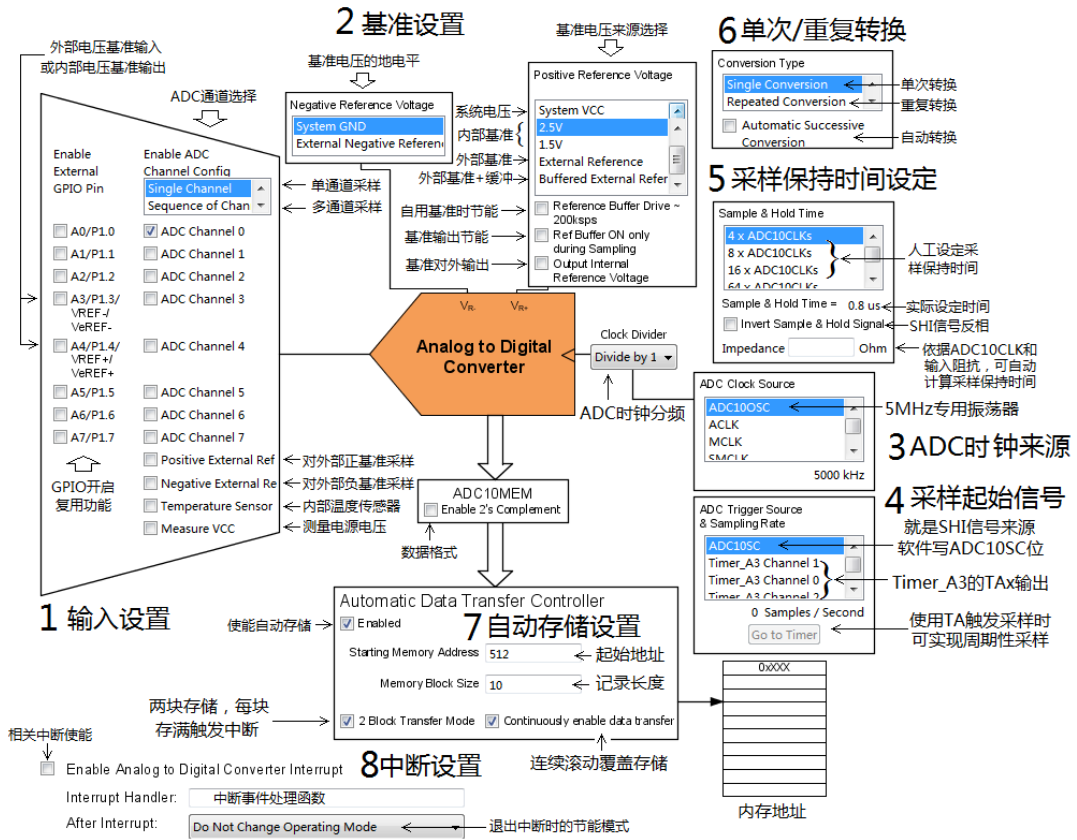 2 基准设置
外部电压基准输入
或内部电压基准输出
ADC通道选择
基准电压的地电平
Negative Reference Voltage
System GND
External Negative Referen
基准电压来源选择
Positive Reference Voltage
系统电压
内部基准
外部基准
外部基准+缓冲
System VCC
2.5V
1.5V
External Reference
Buffered External Refer
自用基准时节能
Reference Buffer Drive ~
200ksps
基准输出节能
Ref Buffer ON only
during Sampling
基准对外输出
Output Internal
Reference Voltage
6 单次/重复转换
Conversion Type
Single Conversion
单次转换
Repeated Conversion
重复转换
Automatic Successive
Conversion
自动转换
5 采样保持时间设定
Sample & Hold Time
4 x ADC10CLKs
8 x ADC10CLKs
16 x ADC10CLKs
64 x ADC10CLKs
人工设定采
样保持时间
Sample & Hold Time = 0.8 us
实际设定时间
Invert Sample & Hold Signal
SHI信号反相
Impedance Ohm
依据ADC10CLK和
输入阻抗，可自动
计算采样保持时间
Enable
External
GPIO Pin
Enable ADC
Channel Config
Single Channel
单通道采样
Sequence of Chan
多通道采样
A0/P1.0 ADC Channel 0
A1/P1.1 ADC Channel 1
A2/P1.2 ADC Channel 2
A3/P1.3/ ADC Channel 3
VREF-/
VeREF-
A4/P1.4/ ADC Channel 4
VREF+/
VeREF+
A5/P1.5 ADC Channel 5
A6/P1.6 ADC Channel 6
A7/P1.7 ADC Channel 7
Positive External Ref
对外部正基准采样
Negative External Re
对外部负基准采样
Temperature Sensor
内部温度传感器
Measure VCC
测量电源电压
GPIO开启
复用功能
1 输入设置
VR- VR+
Analog to Digital
Converter
Clock Divider
Divide by 1
ADC时钟分频
ADC Clock Source
ADC10OSC
ACLK
MCLK
SMCLK
5000 kHz
5MHz专用振荡器
3 ADC时钟来源
ADC10MEM
Enable 2's Complement
数据格式
ADC Trigger Source
& Sampling Rate
ADC10SC
Timer_A3 Channel 1
Timer_A3 Channel 0
Timer_A3 Channel 2
0 Samples / Second
Go to Timer
4 采样起始信号
就是SHI信号来源
软件写ADC10SC位
Timer_A3的TAx输出
使用TA触发采样时
可实现周期性采样
Automatic Data Transfer Controller
使能自动存储
Enabled
7 自动存储设置
Starting Memory Address 512
起始地址
Memory Block Size 10
记录长度
两块存储，每块
存满触发中断
2 Block Transfer Mode
Continuously enable data transfer
连续滚动覆盖存储
0xXXX
内存地址
相关中断使能
Enable Analog to Digital Converter Interrupt
8中断设置
Interrupt Handler: 中断事件处理函数
After Interrupt: Do Not Change Operating Mode
退出中断时的节能模式